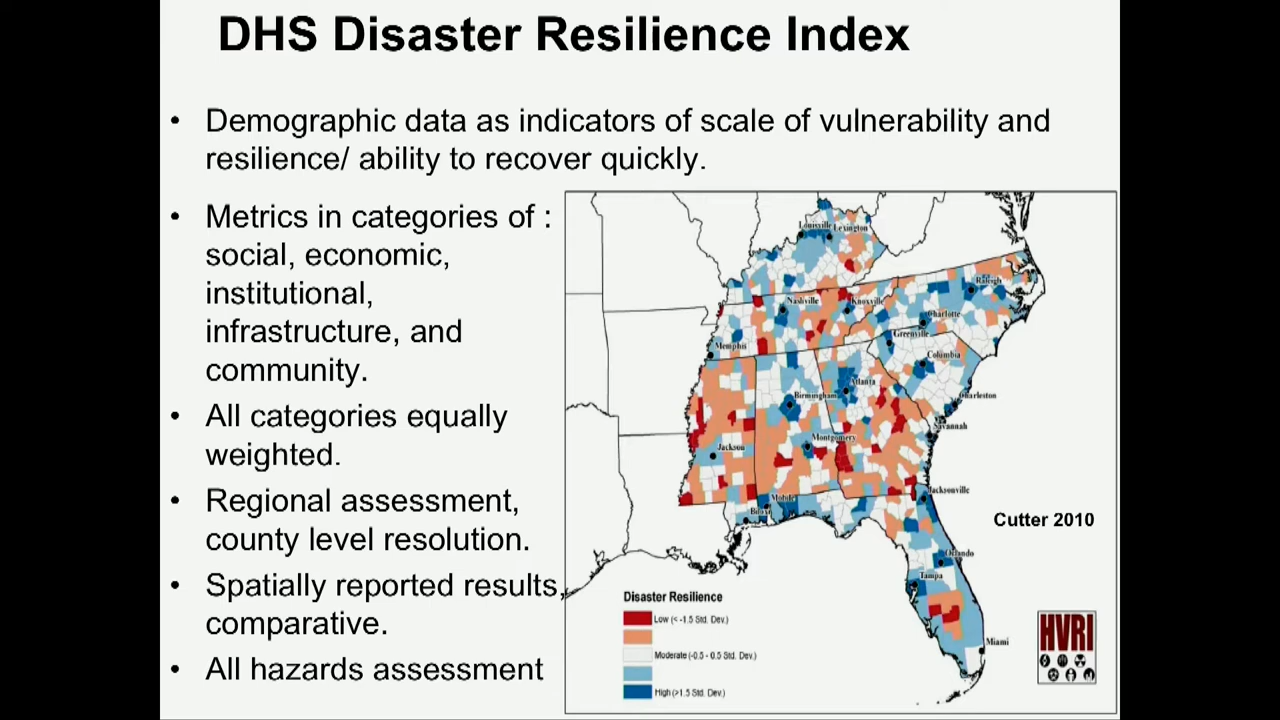 DHS Disaster Resilience Index
• Demographic data as indicators of scale of vulnerability and
resilience/ ability to recover quickly.
• Metrics in categories of :
social, economic,
institutional,
infrastructure, and
community.
• All categories equally
weighted.
• Regional assessment,
county level resolution.
• Spatially reported results,
comparative.
• All hazards assessment
Louisville
Lexington
Nashville
Knoxville
Raleigh
Charlotte
Greenville
Memphis
Columbia
Atlanta
Birmingham
Charleston
Savannah
Montgomery
Jackson
Jacksonville
Mobile
Biloxi
Orlando
Tampa
Miami
Cutter 2010
Disaster Resilience
Low (< -1.5 Std. Dev.)
Moderate (-0.5 - 0.5 Std. Dev.)
High (>1.5 Std. Dev.)
HVRI